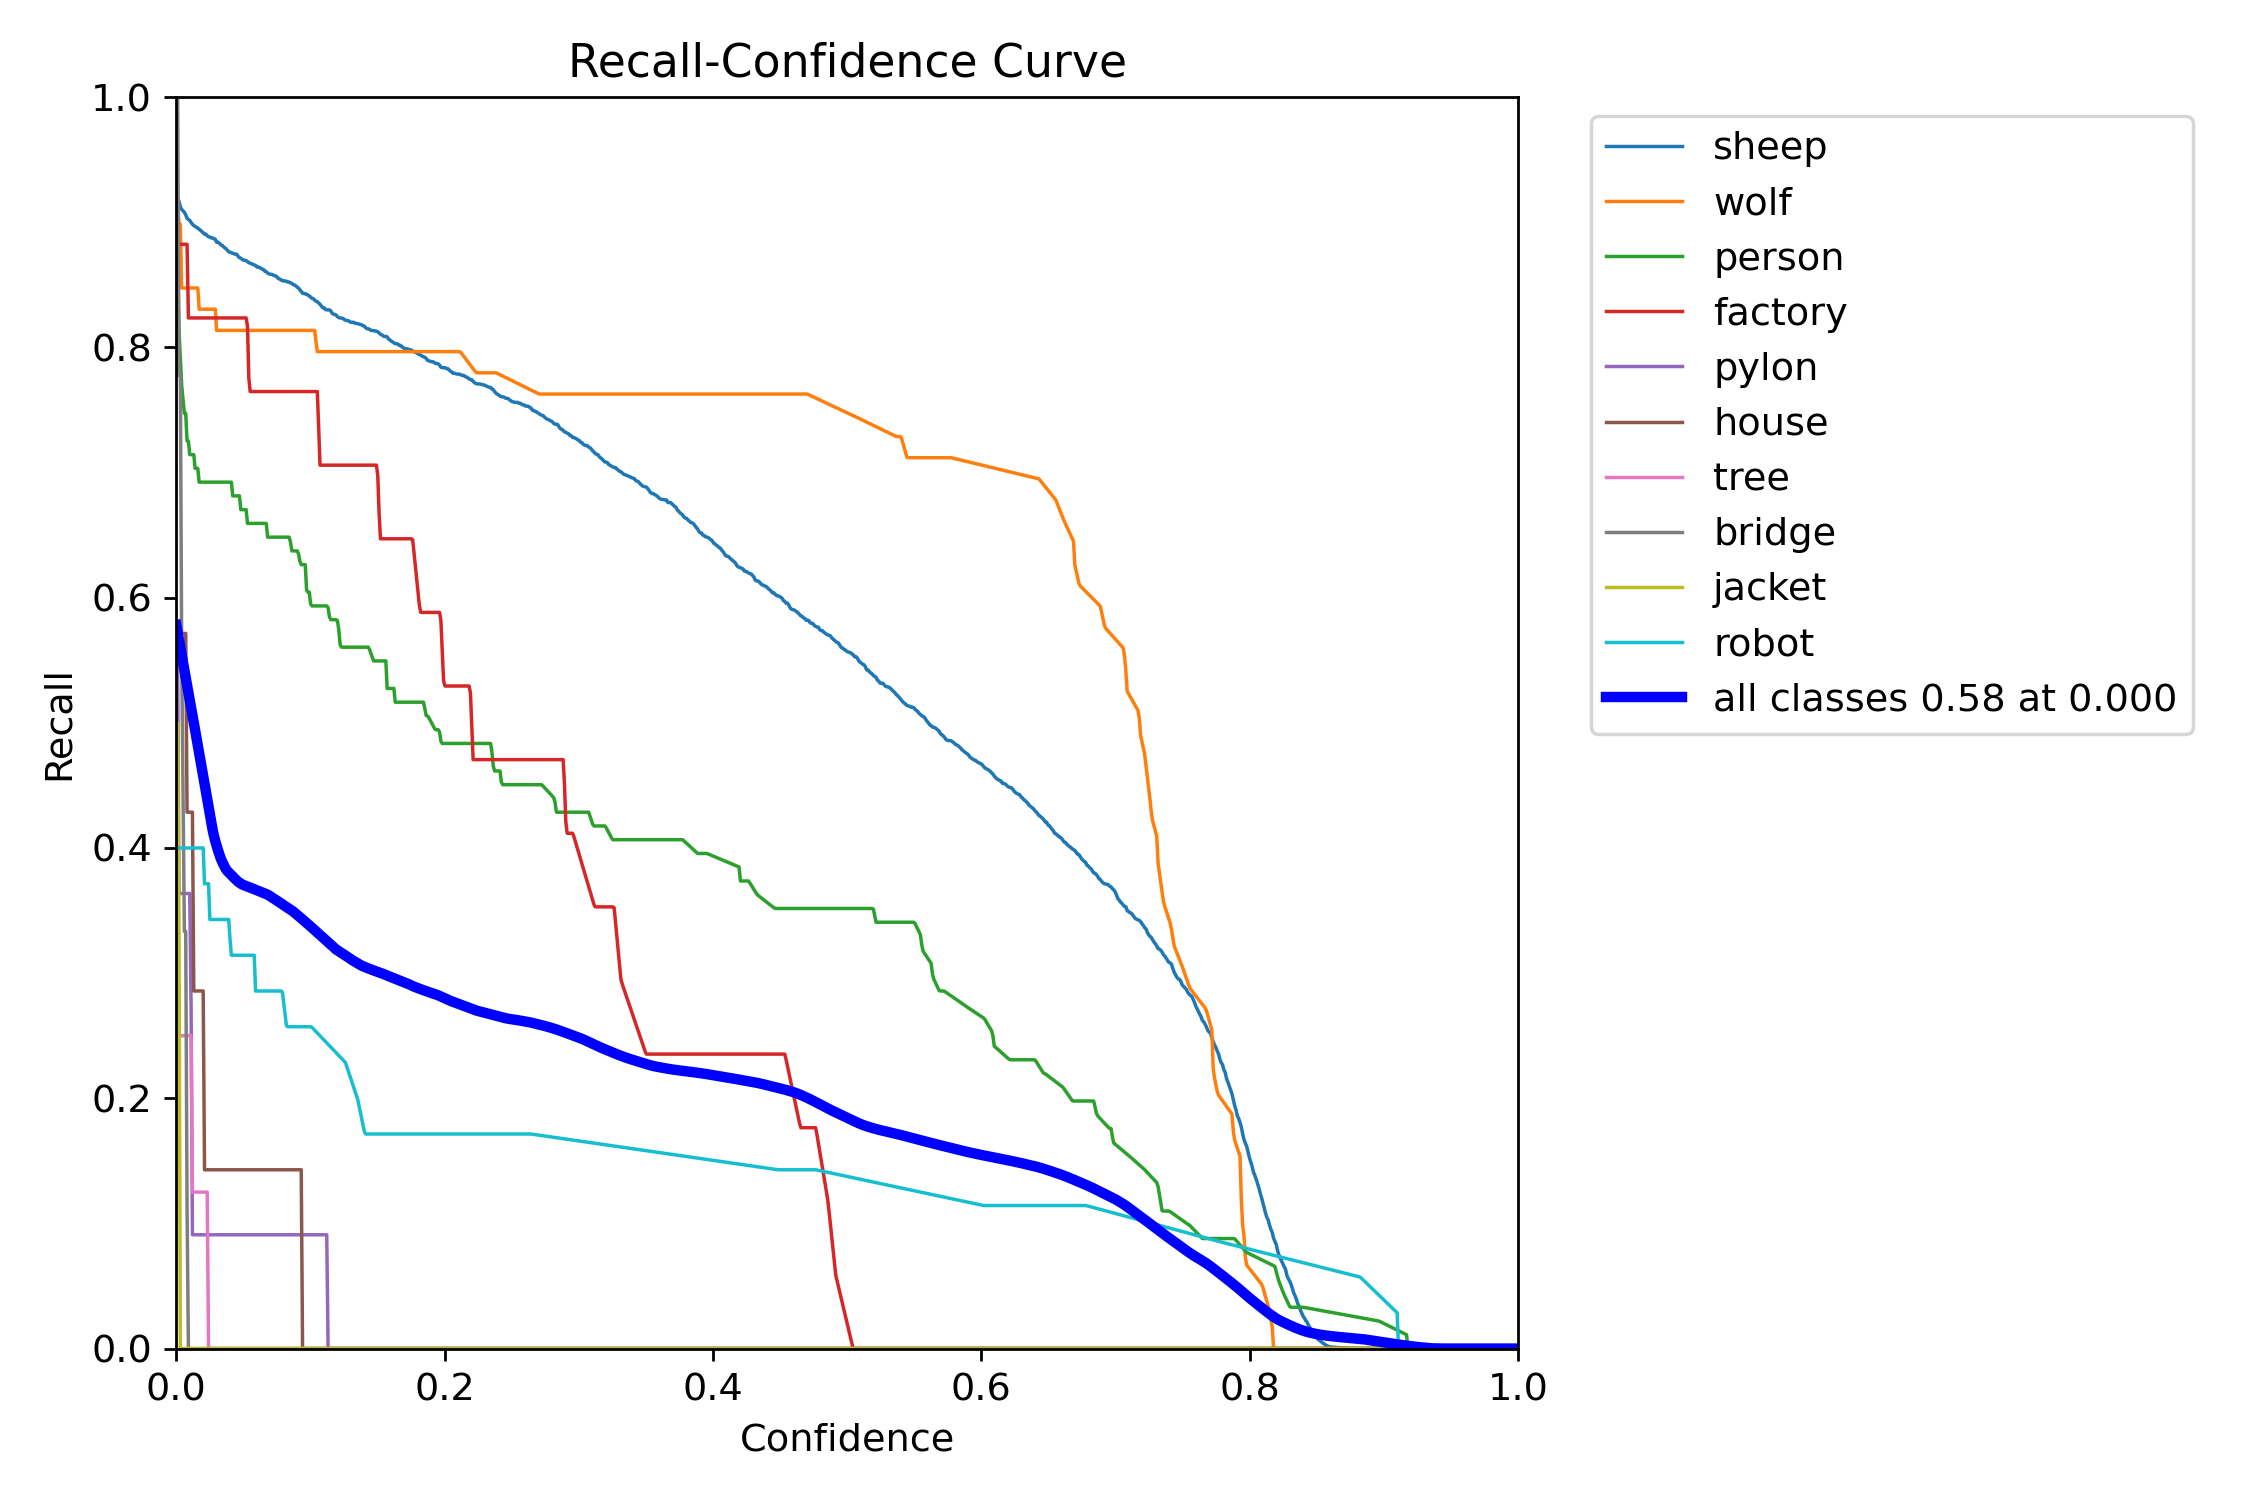 Recall-Confidence Curve
1.0
0.8
0.6
0.4
0.2
0.0
Recall
0.0 0.2 0.4 0.6 0.8 1.0
Confidence
sheep
wolf
person
factory
pylon
house
tree
bridge
jacket
robot
all classes 0.58 at 0.000